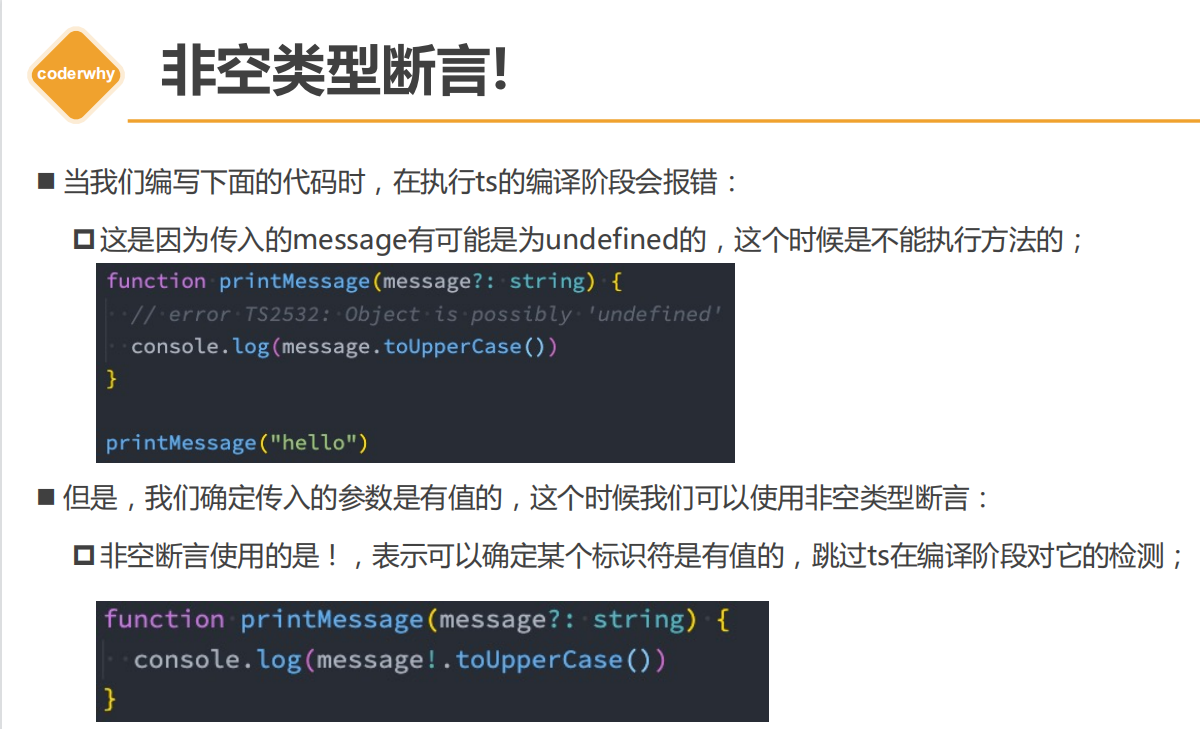 coderwhy
非空类型断言!
当我们编写下面的代码时，在执行ts的编译阶段会报错：
这是因为传入的message有可能是为undefined的，这个时候是不能执行方法的；
function printMessage(message?: string) {
// error TS2532: Object is possibly 'undefined'
console.log(message.toUpperCase())
}
printMessage("hello")
但是，我们确定传入的参数是有值的，这个时候我们可以使用非空类型断言：
非空断言使用的是！，表示可以确定某个标识符是有值的，跳过ts在编译阶段对它的检测；
function printMessage(message?: string) {
console.log(message!.toUpperCase())
}